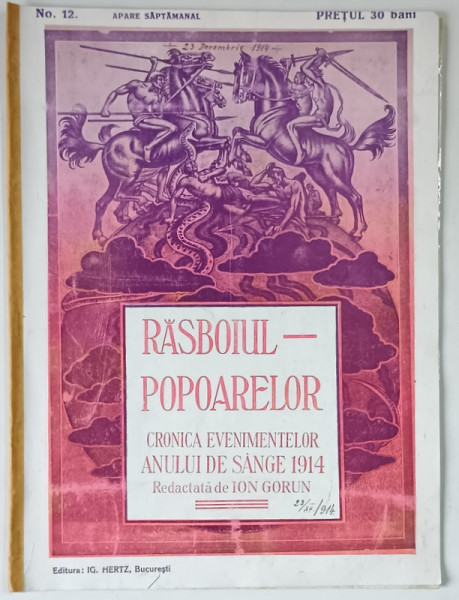 No. 12. APARE SĂPTĂMANAL PREȚUL 30 bani
23 Decembrie 1914
RĂSBOIUL —
POPOARELOR
CRONICA EVENIMENTELOR
ANULUI DE SÂNGE 1914
Redactată de ION GORUN
23/XII/914
Editura: IG. HERTZ, București